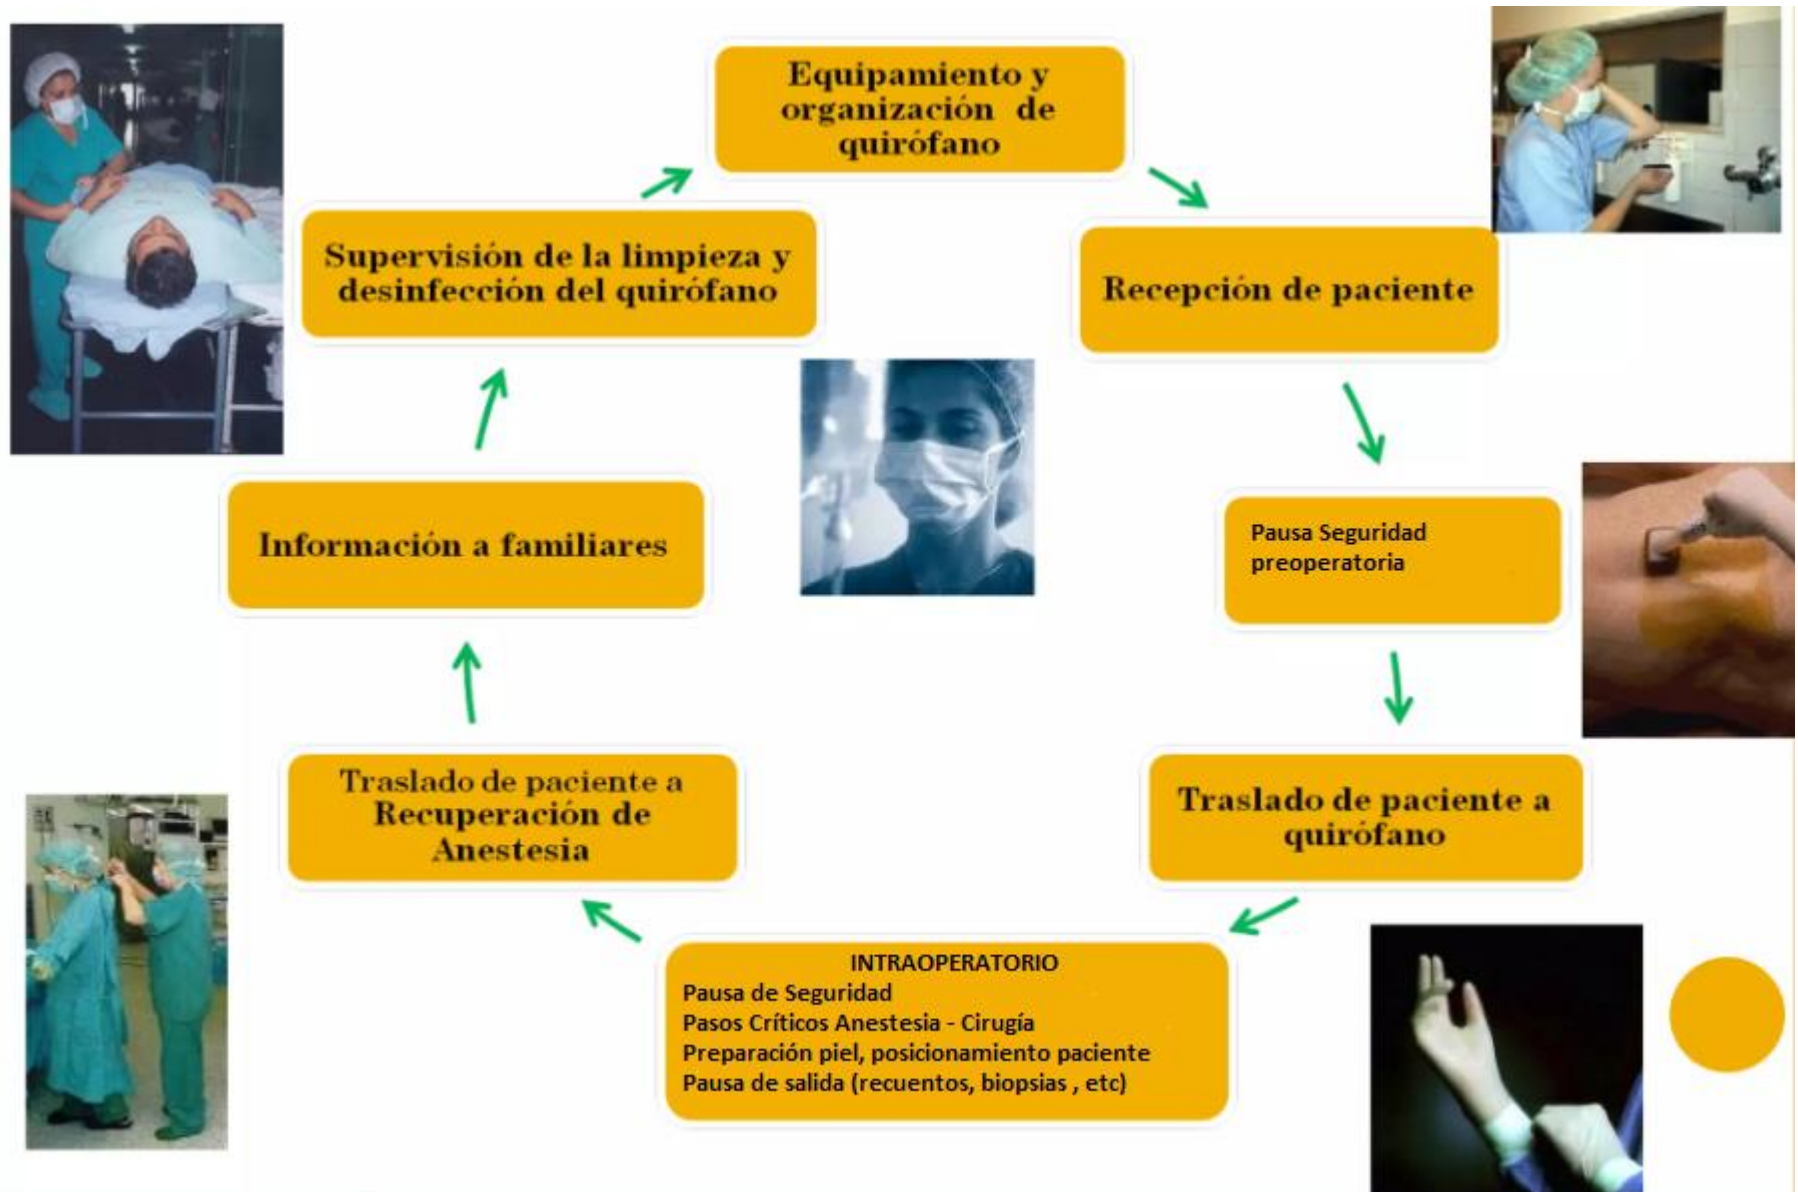 Equipamiento y
organización de
quirófano
Supervisión de la limpieza y
desinfección del quirófano
Recepción de paciente
Información a familiares
Pausa Seguridad
preoperatoria
Traslado de paciente a
Recuperación de
Anestesia
Traslado de paciente a
quirófano
INTRAOPERATORIO
Pausa de Seguridad
Pasos Críticos Anestesia - Cirugía
Preparación piel, posicionamiento paciente
Pausa de salida (recuentos, biopsias , etc)